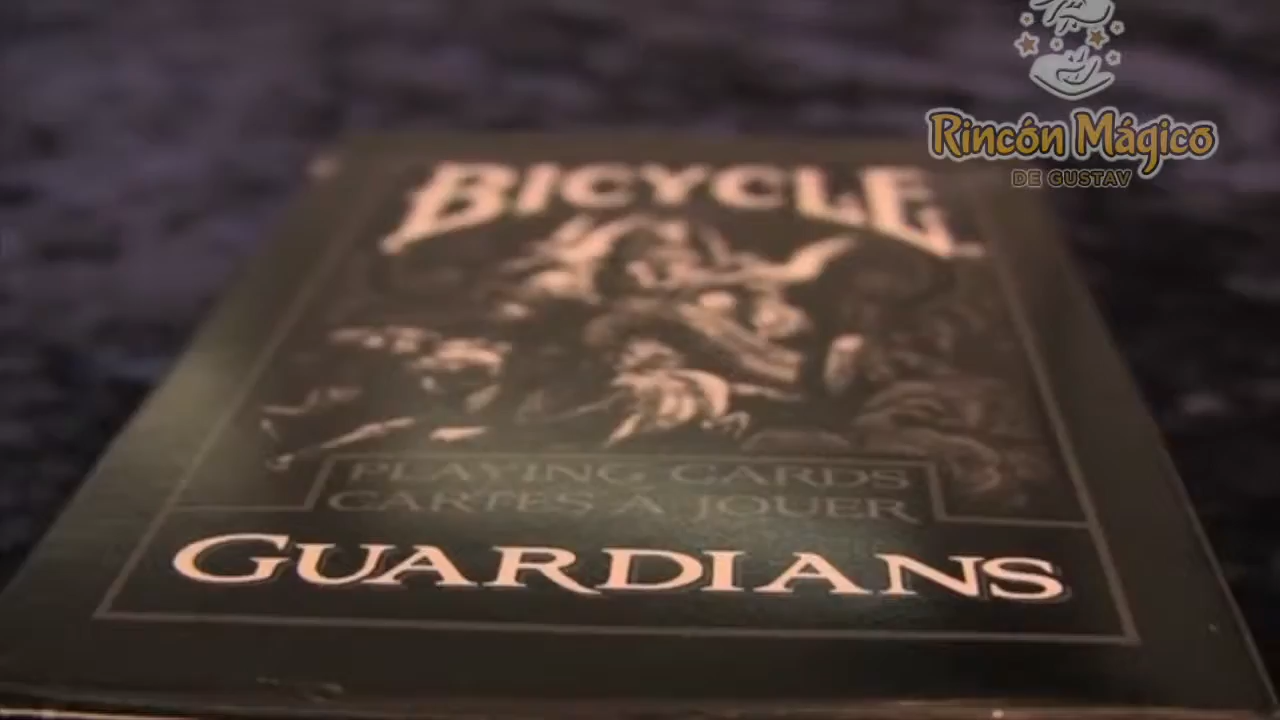 Rincón Mágico
DE GUSTAV
BICYCLE
PLAYING CARDS
CARTES À JOUER
GUARDIANS